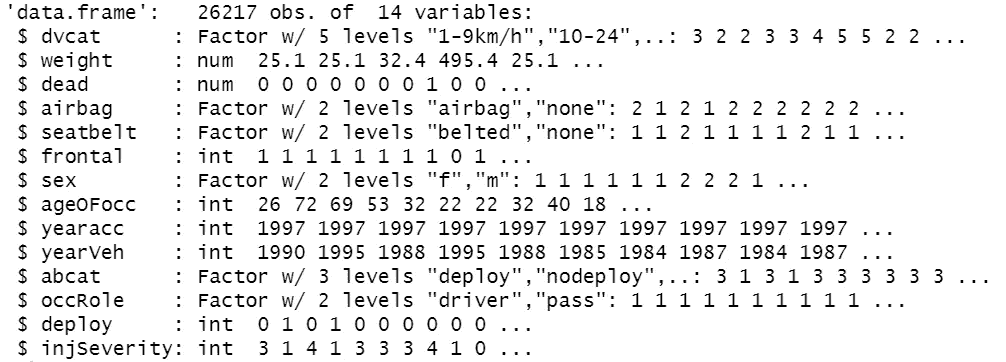 'data.frame':   26217 obs. of  14 variables:
 $ dvcat      : Factor w/ 5 levels "1-9km/h","10-24",..: 3 2 2 3 3 4 5 5 2 2 ...
 $ weight     : num  25.1 25.1 32.4 495.4 25.1 ...
 $ dead       : num  0 0 0 0 0 0 0 1 0 0 ...
 $ airbag     : Factor w/ 2 levels "airbag","none": 2 1 2 1 2 2 2 2 2 2 ...
 $ seatbelt   : Factor w/ 2 levels "belted","none": 1 1 2 1 1 1 1 2 1 1 ...
 $ frontal    : int  1 1 1 1 1 1 1 1 0 1 ...
 $ sex        : Factor w/ 2 levels "f","m": 1 1 1 1 1 1 2 2 2 1 ...
 $ ageOFocc   : int  26 72 69 53 32 22 22 32 40 18 ...
 $ yearacc    : int  1997 1997 1997 1997 1997 1997 1997 1997 1997 1997 ...
 $ yearVeh    : int  1990 1995 1988 1995 1988 1985 1984 1987 1984 1987 ...
 $ abcat      : Factor w/ 3 levels "deploy","nodeploy",..: 3 1 3 1 3 3 3 3 3 3 ...
 $ occRole    : Factor w/ 2 levels "driver","pass": 1 1 1 1 1 1 1 1 1 1 ...
 $ deploy     : int  0 1 0 1 0 0 0 0 0 0 ...
 $ injSeverity: int  3 1 4 1 3 3 3 4 1 0 ...